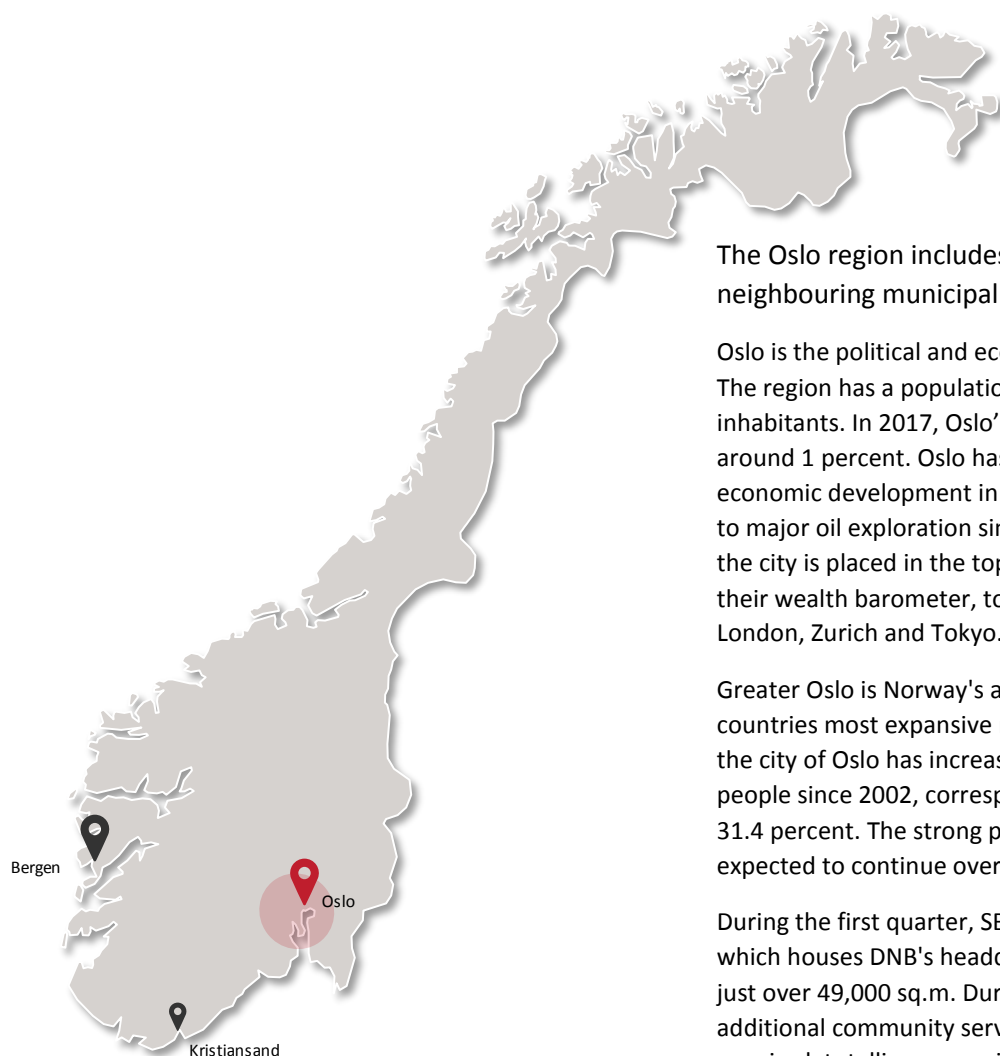 The Oslo region includes
neighbouring municipal
Oslo is the political and eco
The region has a populatio
inhabitants. In 2017, Oslo’
around 1 percent. Oslo has
economic development in
to major oil exploration sin
the city is placed in the top
their wealth barometer, to
London, Zurich and Tokyo.
Greater Oslo is Norway's a
countries most expansive
the city of Oslo has increas
people since 2002, corresp
31.4 percent. The strong p
expected to continue over
During the first quarter, SE
which houses DNB's headq
just over 49,000 sq.m. Dur
additional community serv
Bergen
Oslo
Kristiansand